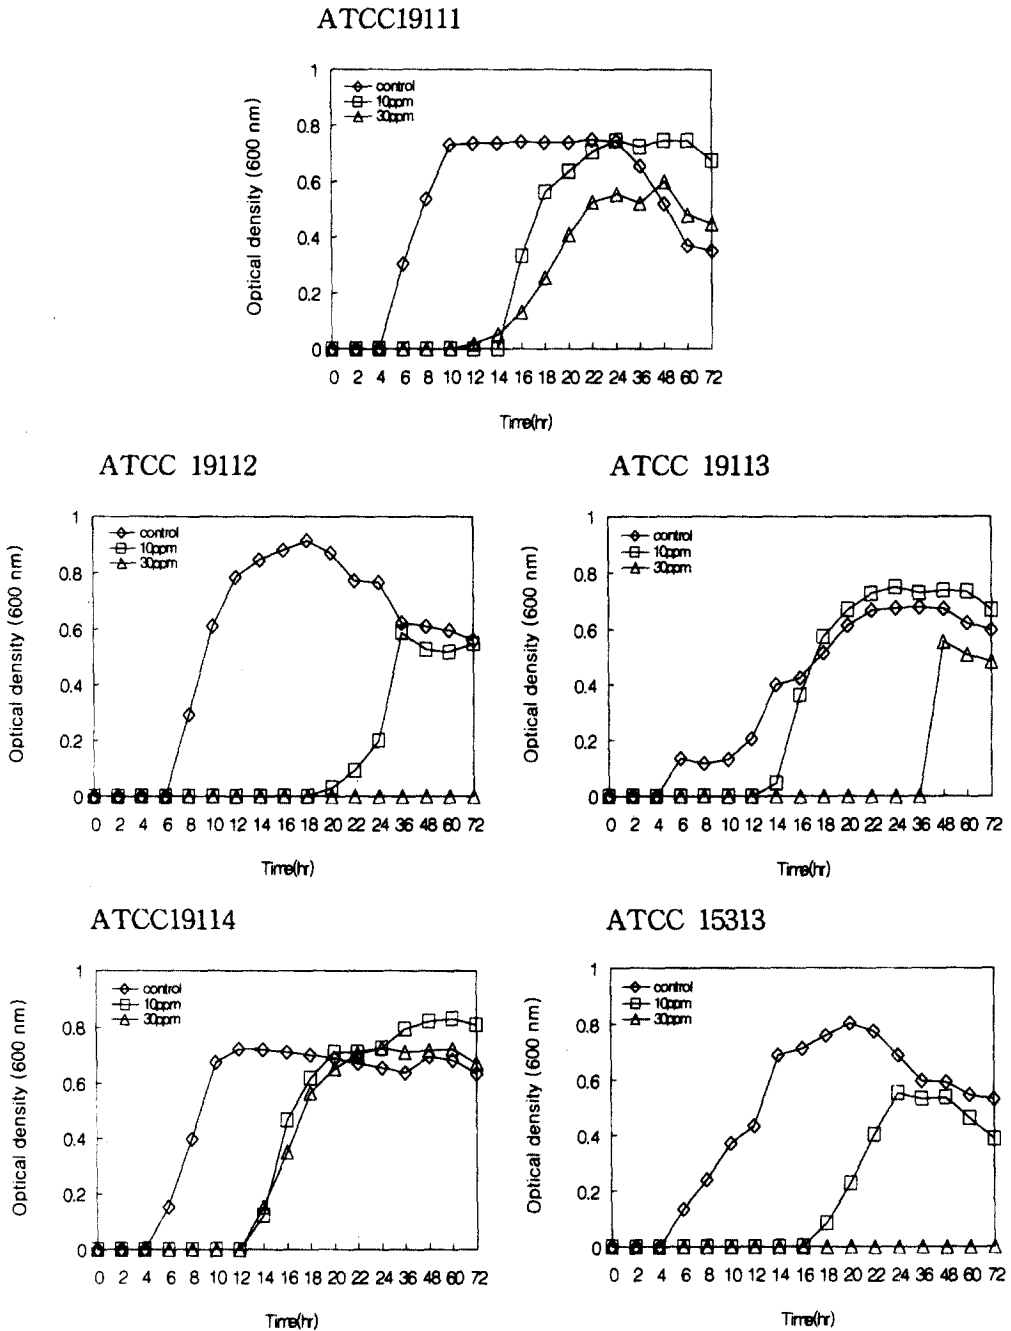 ATCC19111
1
0.8
0.6
0.4
0.2
0
Optical density (600 nm)
control
10ppm
30ppm
0 2 4 6 8 10 12 14 16 18 20 22 24 36 48 60 72
Time(hr)
ATCC 19112
1
0.8
0.6
0.4
0.2
0
Optical density (600 nm)
control
10ppm
30ppm
0 2 4 6 8 10 12 14 16 18 20 22 24 36 48 60 72
Time(hr)
ATCC 19113
1
0.8
0.6
0.4
0.2
0
Optical density (600 nm)
control
10ppm
30ppm
0 2 4 6 8 10 12 14 16 18 20 22 24 36 48 60 72
Time(hr)
ATCC19114
1
0.8
0.6
0.4
0.2
0
Optical density (600 nm)
control
10ppm
30ppm
0 2 4 6 8 10 12 14 16 18 20 22 24 36 48 60 72
Time(hr)
ATCC 15313
1
0.8
0.6
0.4
0.2
0
Optical density (600 nm)
control
10ppm
30ppm
0 2 4 6 8 10 12 14 16 18 20 22 24 36 48 60 72
Time(hr)